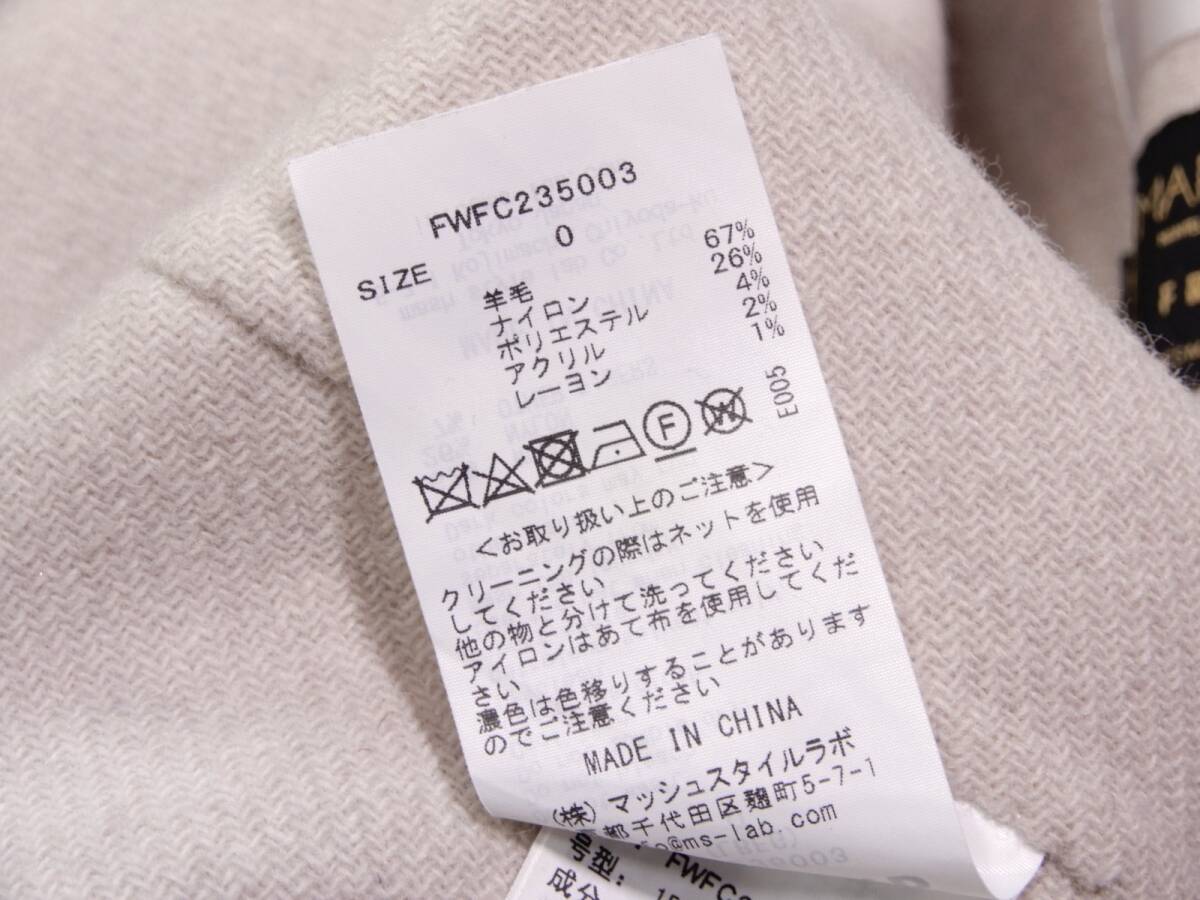 FWFC235003
SIZE 0
羊毛 67%
ナイロン 26%
ポリエステル 4%
アクリル 2%
レーヨン 1%
E005
F W
<お取り扱い上のご注意>
クリーニングの際はネットを使用
してください
他の物と分けて洗ってください
アイロンはあて布を使用してくだ
さい
濃色は色移りすることがあります
のでご注意ください
MADE IN CHINA
(株)マッシュスタイルラボ
都千代田区麹町5-7-1
@ms-lab.com
号型: FWFC
成分
MA
F